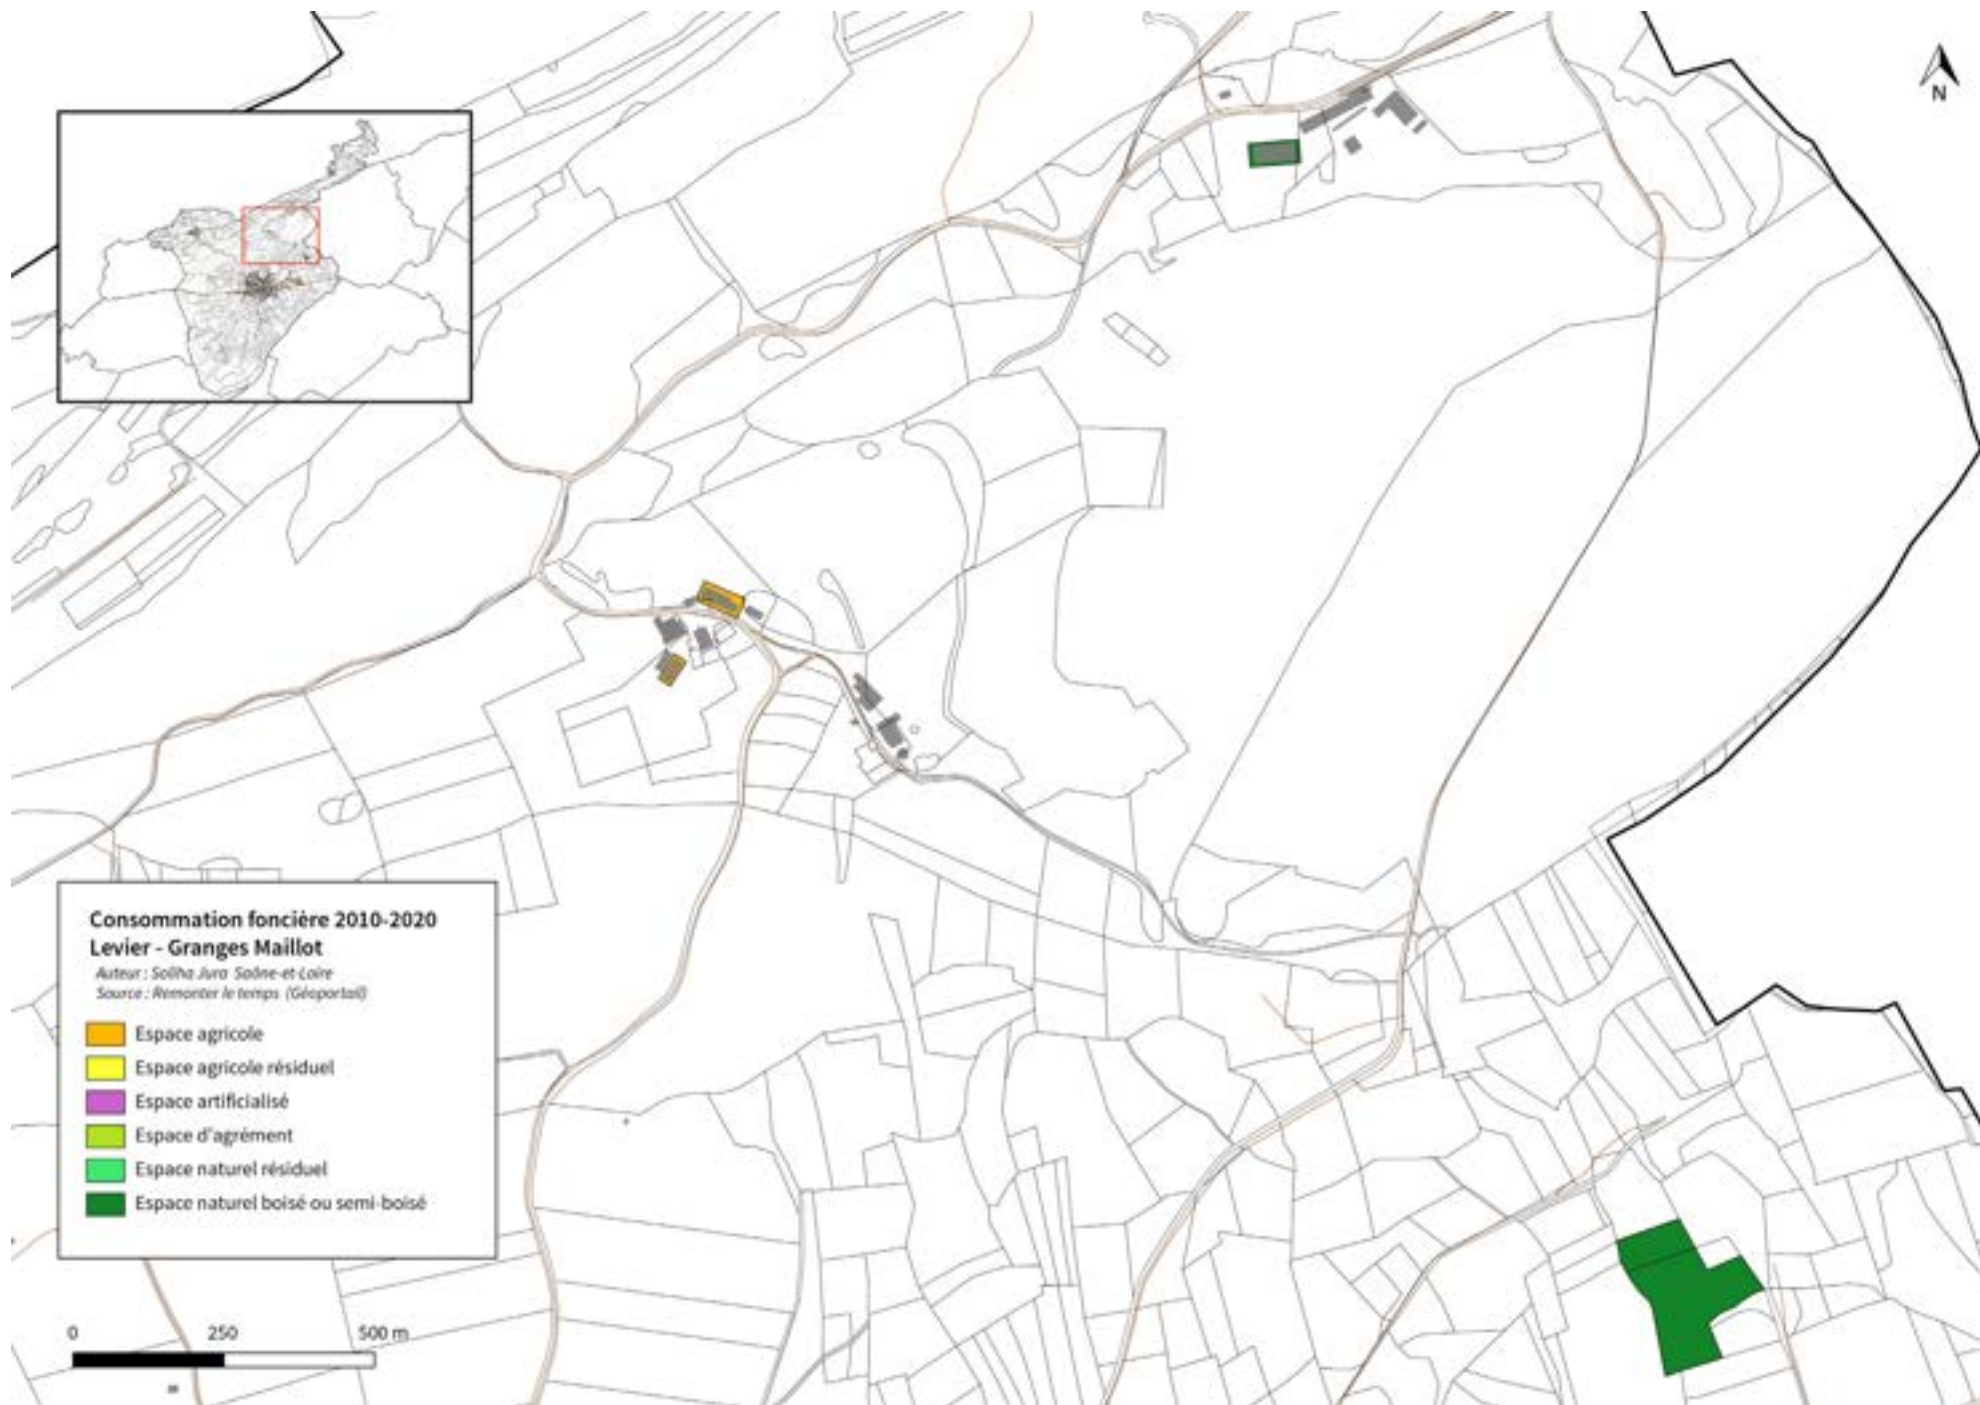 N
Consommation foncière 2010-2020
Levier - Granges Maillot
Auteur : Soliha Jura Saône-et-Loire
Source : Remonter le temps (Géoportail)
Espace agricole
Espace agricole résiduel
Espace artificialisé
Espace d'agrément
Espace naturel résiduel
Espace naturel boisé ou semi-boisé
0 250 500 m